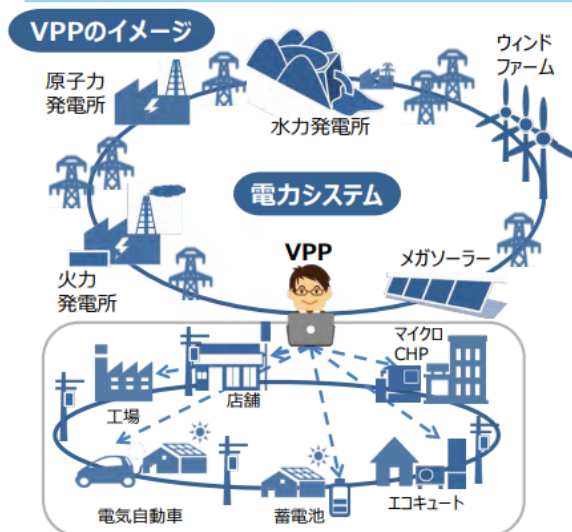 VPPのイメージ
ウィンド
ファーム
原子力
発電所
水力発電所
電力システム
VPP
メガソーラー
火力
発電所
マイクロ
CHP
工場
店舗
電気自動車
蓄電池
エコキュート